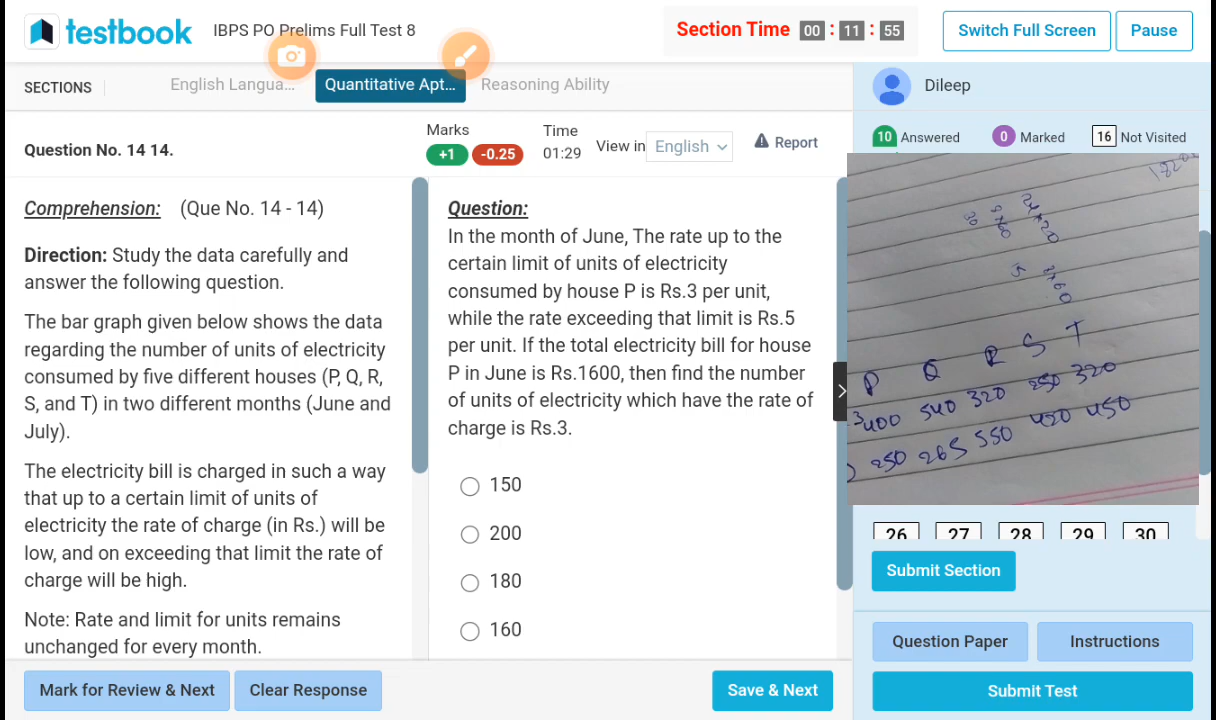 testbook
IBPS PO Prelims Full Test 8
Section Time 00 : 11 : 55
Switch Full Screen
Pause
SECTIONS
English Langua...
Quantitative Apt...
Reasoning Ability
Dileep
Question No. 14 14.
Marks
+1 -0.25
Time
01:29
View in English
Report
10 Answered
0 Marked
16 Not Visited
Comprehension: (Que No. 14 - 14)
Direction: Study the data carefully and
answer the following question.
The bar graph given below shows the data
regarding the number of units of electricity
consumed by five different houses (P, Q, R,
S, and T) in two different months (June and
July).
The electricity bill is charged in such a way
that up to a certain limit of units of
electricity the rate of charge (in Rs.) will be
low, and on exceeding that limit the rate of
charge will be high.
Note: Rate and limit for units remains
unchanged for every month.
Question:
In the month of June, The rate up to the
certain limit of units of electricity
consumed by house P is Rs.3 per unit,
while the rate exceeding that limit is Rs.5
per unit. If the total electricity bill for house
P in June is Rs.1600, then find the number
of units of electricity which have the rate of
charge is Rs.3.
150
200
180
160
P Q R S T
400 540 320 250 320
250 265 550 420 450
26 27 28 29 30
Submit Section
Question Paper
Instructions
Mark for Review & Next
Clear Response
Save & Next
Submit Test